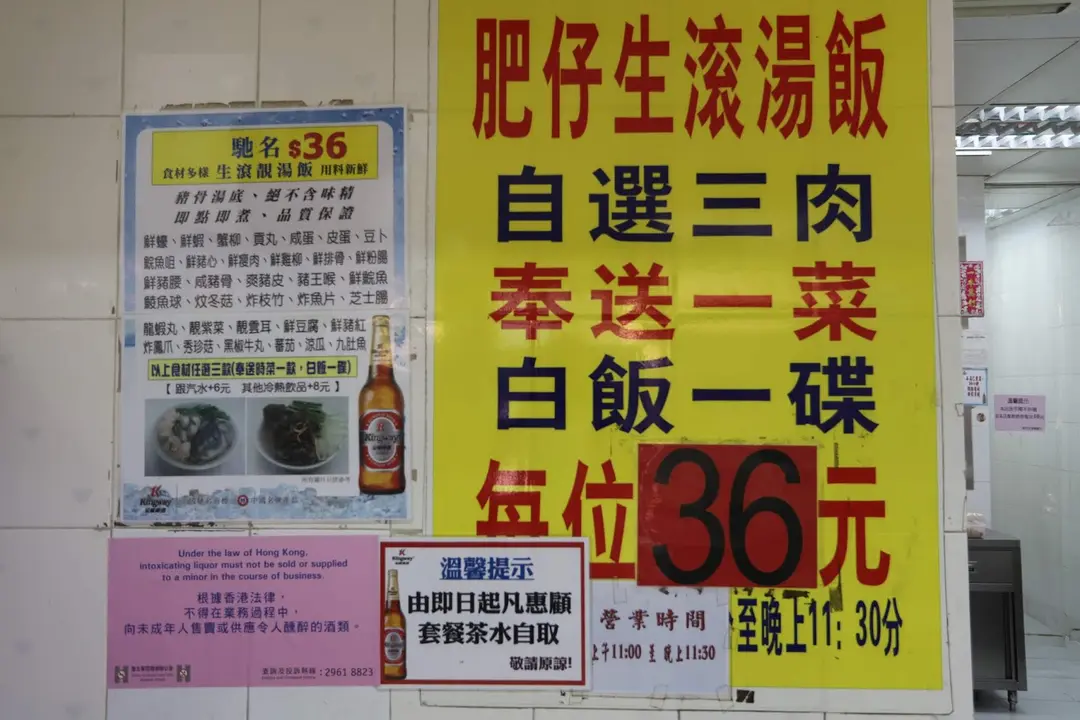 肥仔生滚湯飯
自選三肉
奉送一菜
白飯一碟
每位36元
至晚上11：30分
馳名 $36
食材多樣 生滾靚湯飯 用料新鮮
豬骨湯底、絕不含味精
即點即煮、品質保證
鮮蠔、鮮蝦、蟹柳、貢丸、咸蛋、皮蛋、豆卜
鯇魚咀、鮮豬心、鮮瘦肉、鮮雞柳、鮮排骨、鮮粉腸
鮮豬腰、咸豬骨、爽豬皮、豬王喉、鮮鯇魚
鯪魚球、炆冬菇、炸枝竹、炸魚片、芝士腸
龍蝦丸、靚紫菜、靚雲耳、鮮豆腐、鮮豬紅
炸鳳爪、秀珍菇、黑椒牛丸、蕃茄、涼瓜、九肚魚
以上食材任選三款(奉送時菜一款，白飯一碟)
【 跟汽水+6元 其他冷熱飲品+8元 】
Kingway
Kingway
Under the law of Hong Kong,
intoxicating liquor must not be sold or supplied
to a minor in the course of business.
根據香港法律，
不得在業務過程中，
向未成年人售賣或供應令人醺醉的酒類。
查詢及投訴熱線：2961 8823
Kingway
溫馨提示
由即日起凡惠顧
套餐茶水自取
敬請原諒!
營業時間
上午11:00 至 晚上11:30